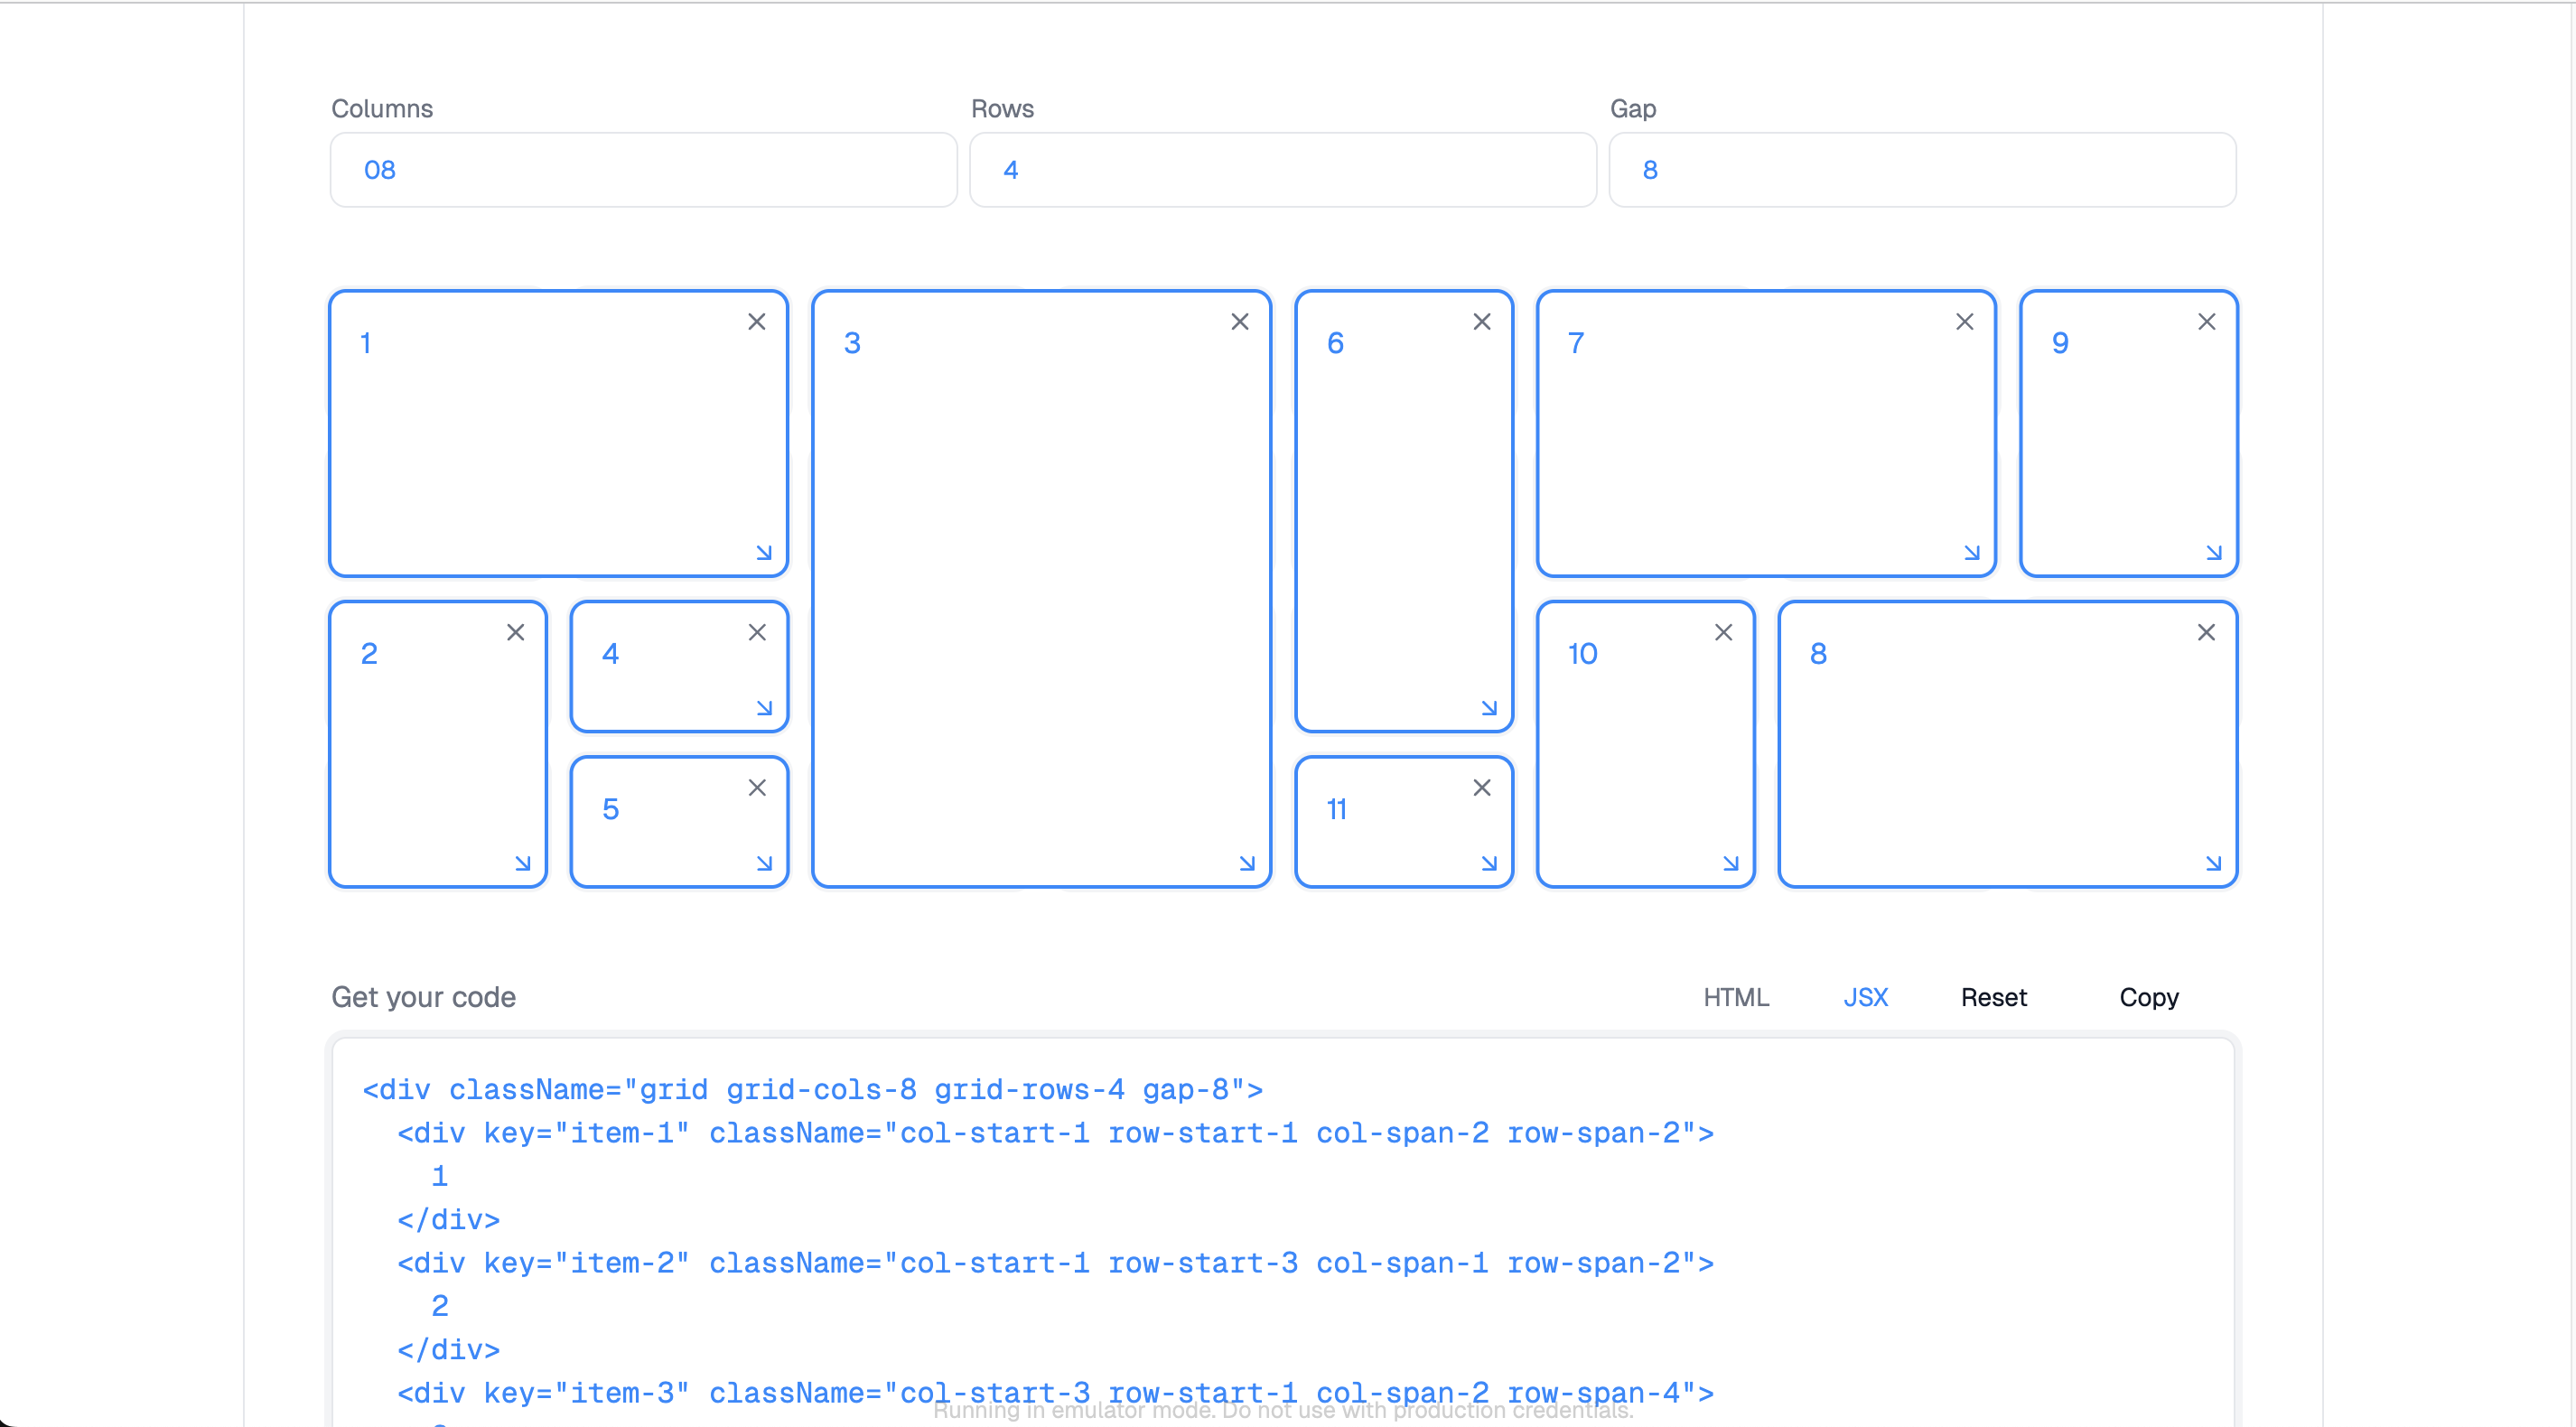 Columns Rows Gap
08 4 8
1 3 6 7 9
2 4 10 8
5 11
Get your code HTML JSX Reset Copy
<div className="grid grid-cols-8 grid-rows-4 gap-8">
<div key="item-1" className="col-start-1 row-start-1 col-span-2 row-span-2">
1
</div>
<div key="item-2" className="col-start-1 row-start-3 col-span-1 row-span-2">
2
</div>
<div key="item-3" className="col-start-3 row-start-1 col-span-2 row-span-4">
Running in emulator mode. Do not use with production credentials.